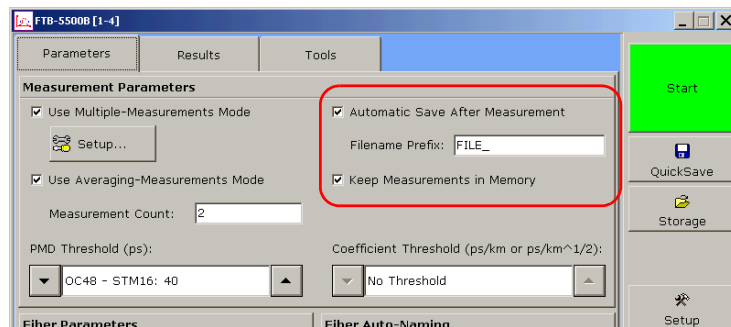 FTB-5500B [1-4]
Parameters
Results
Tools
Start
Measurement Parameters
Use Multiple-Measurements Mode
Automatic Save After Measurement
Setup...
Filename Prefix:
FILE_
QuickSave
Use Averaging-Measurements Mode
Keep Measurements in Memory
Measurement Count:
2
Storage
PMD Threshold (ps):
Coefficient Threshold (ps/km or ps/km^1/2):
OC48 - STM16: 40
No Threshold
Setup
Fiber Parameters
Fiber Auto-Naming